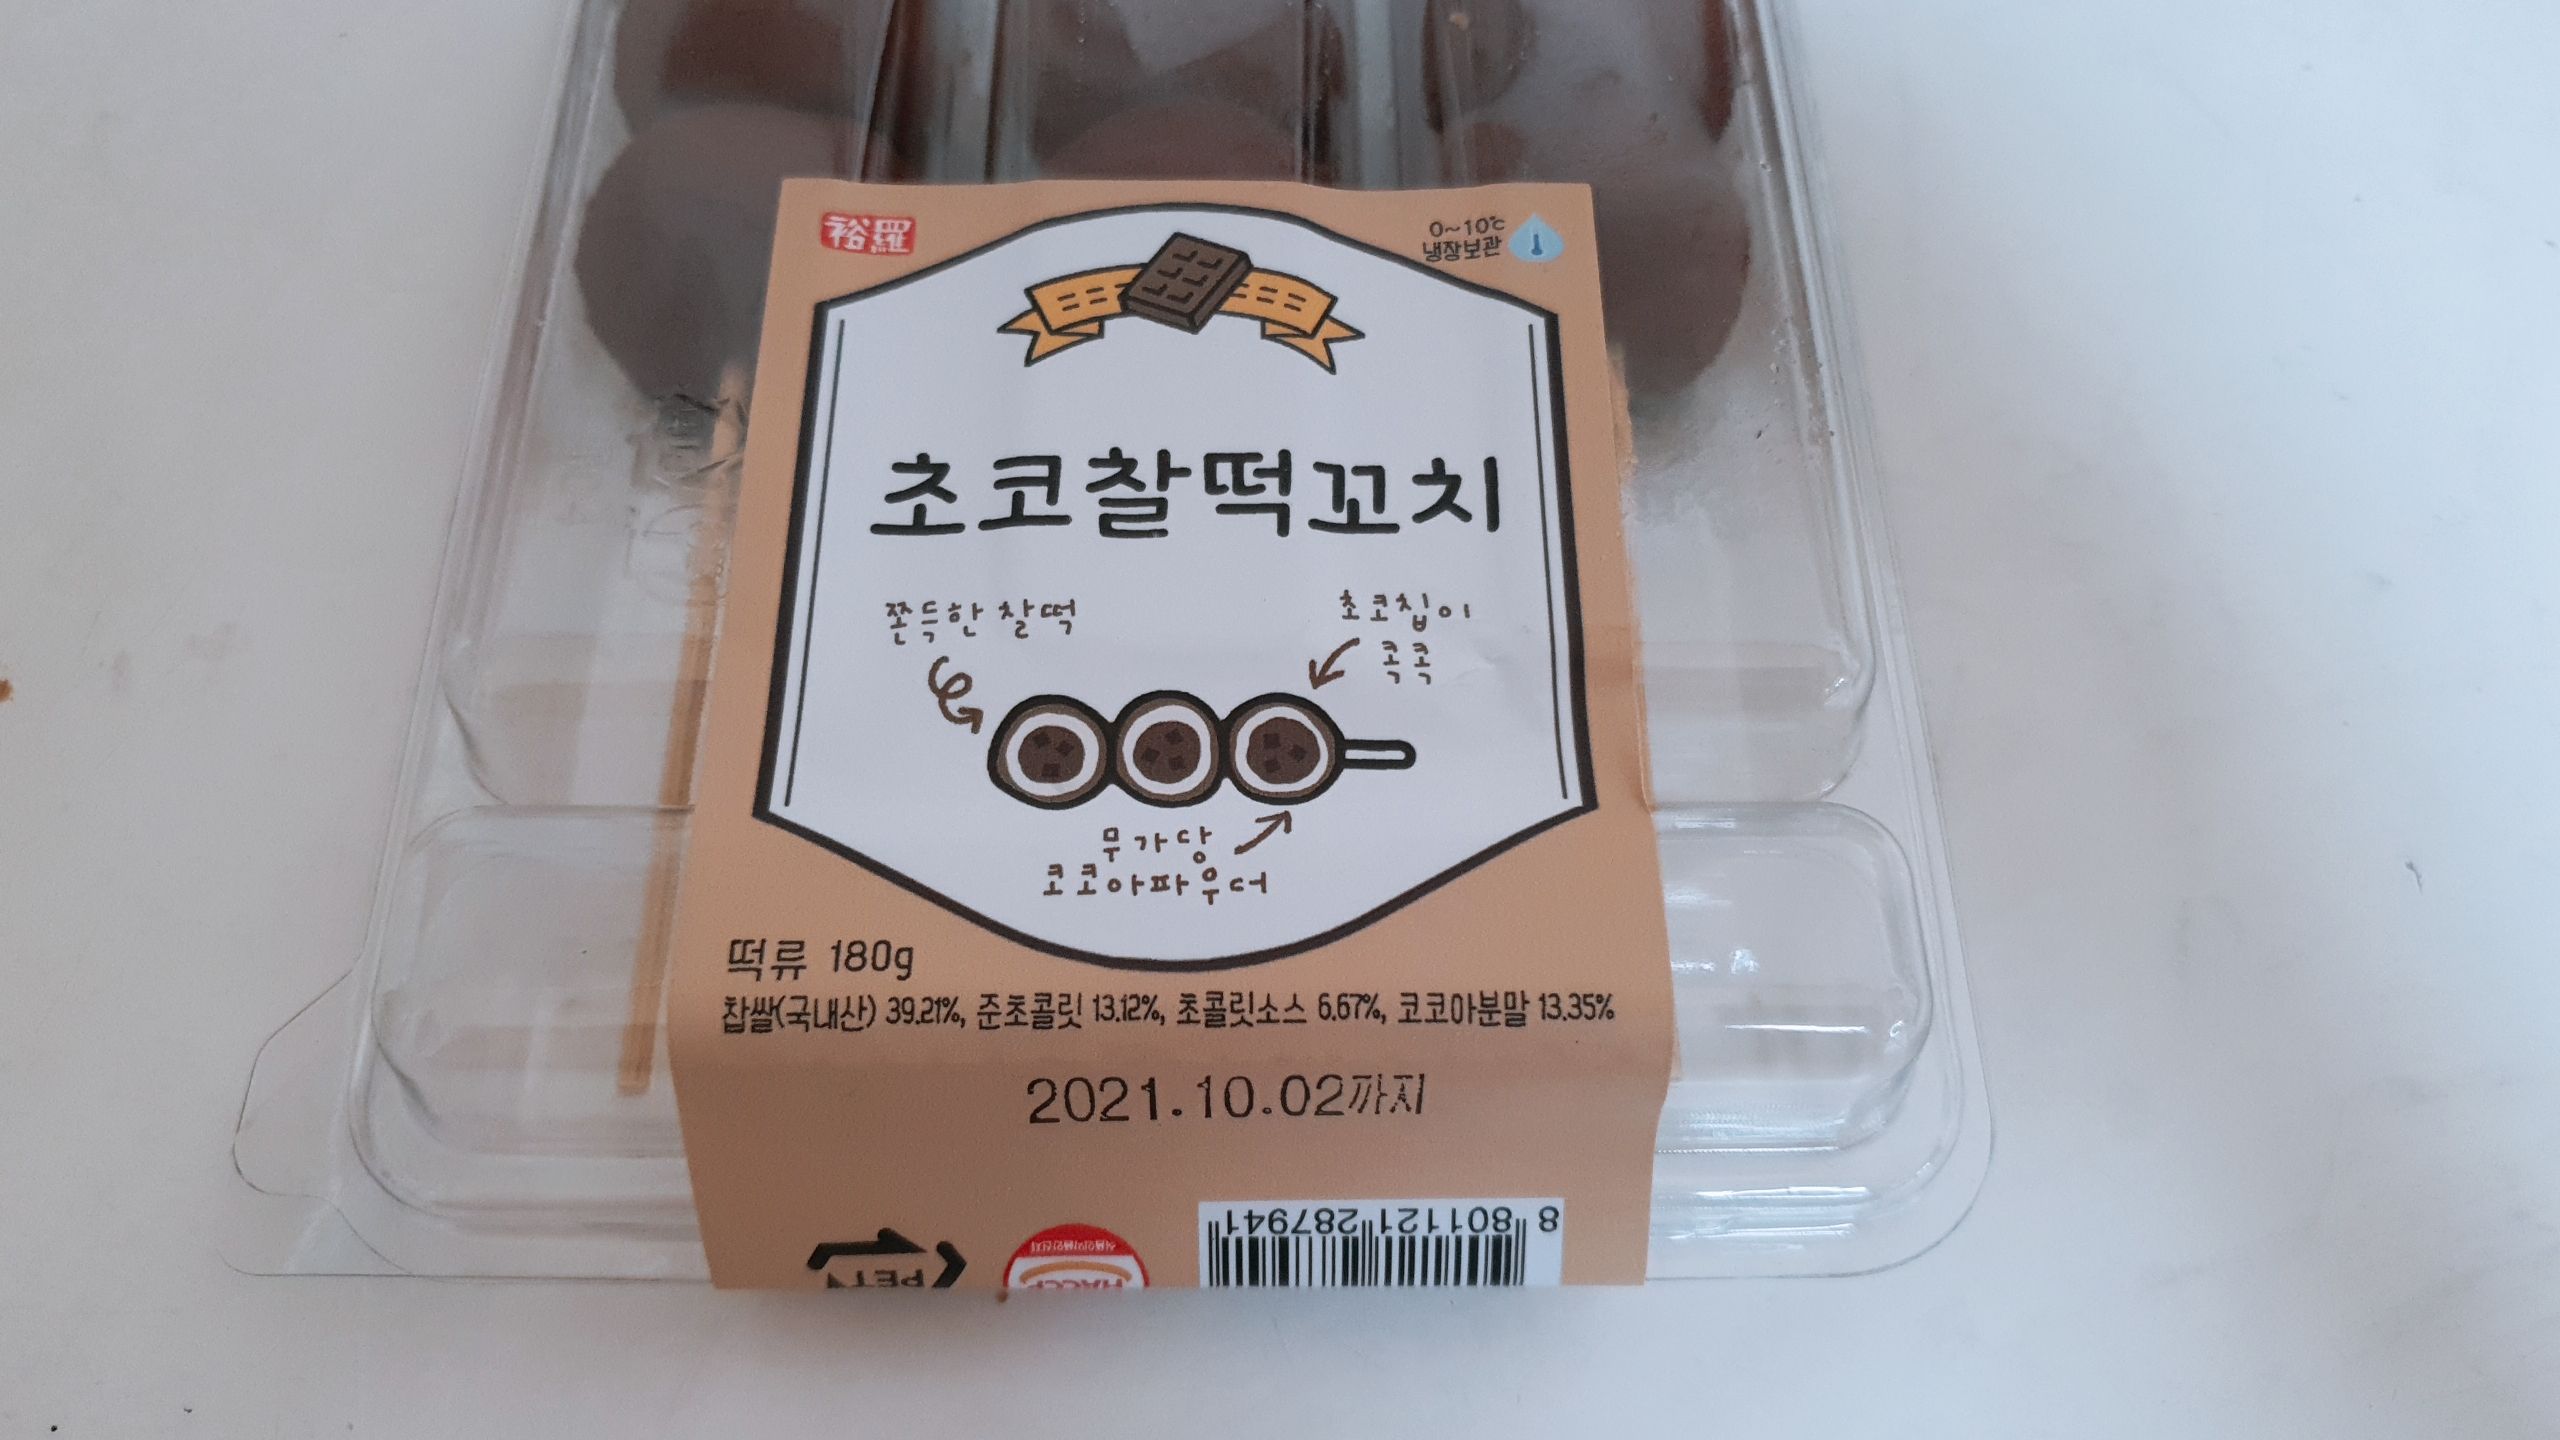 裕羅
0~10℃
냉장보관
초코찰떡꼬치
쫀득한 찰떡
초코칩이
콕콕
무가당
코코아파우더
떡류 180g
찹쌀(국내산) 39.21%, 준초콜릿 13.12%, 초콜릿소스 6.67%, 코코아분말 13.35%
2021.10.02까지
8 801121 287941
PET
HACCP